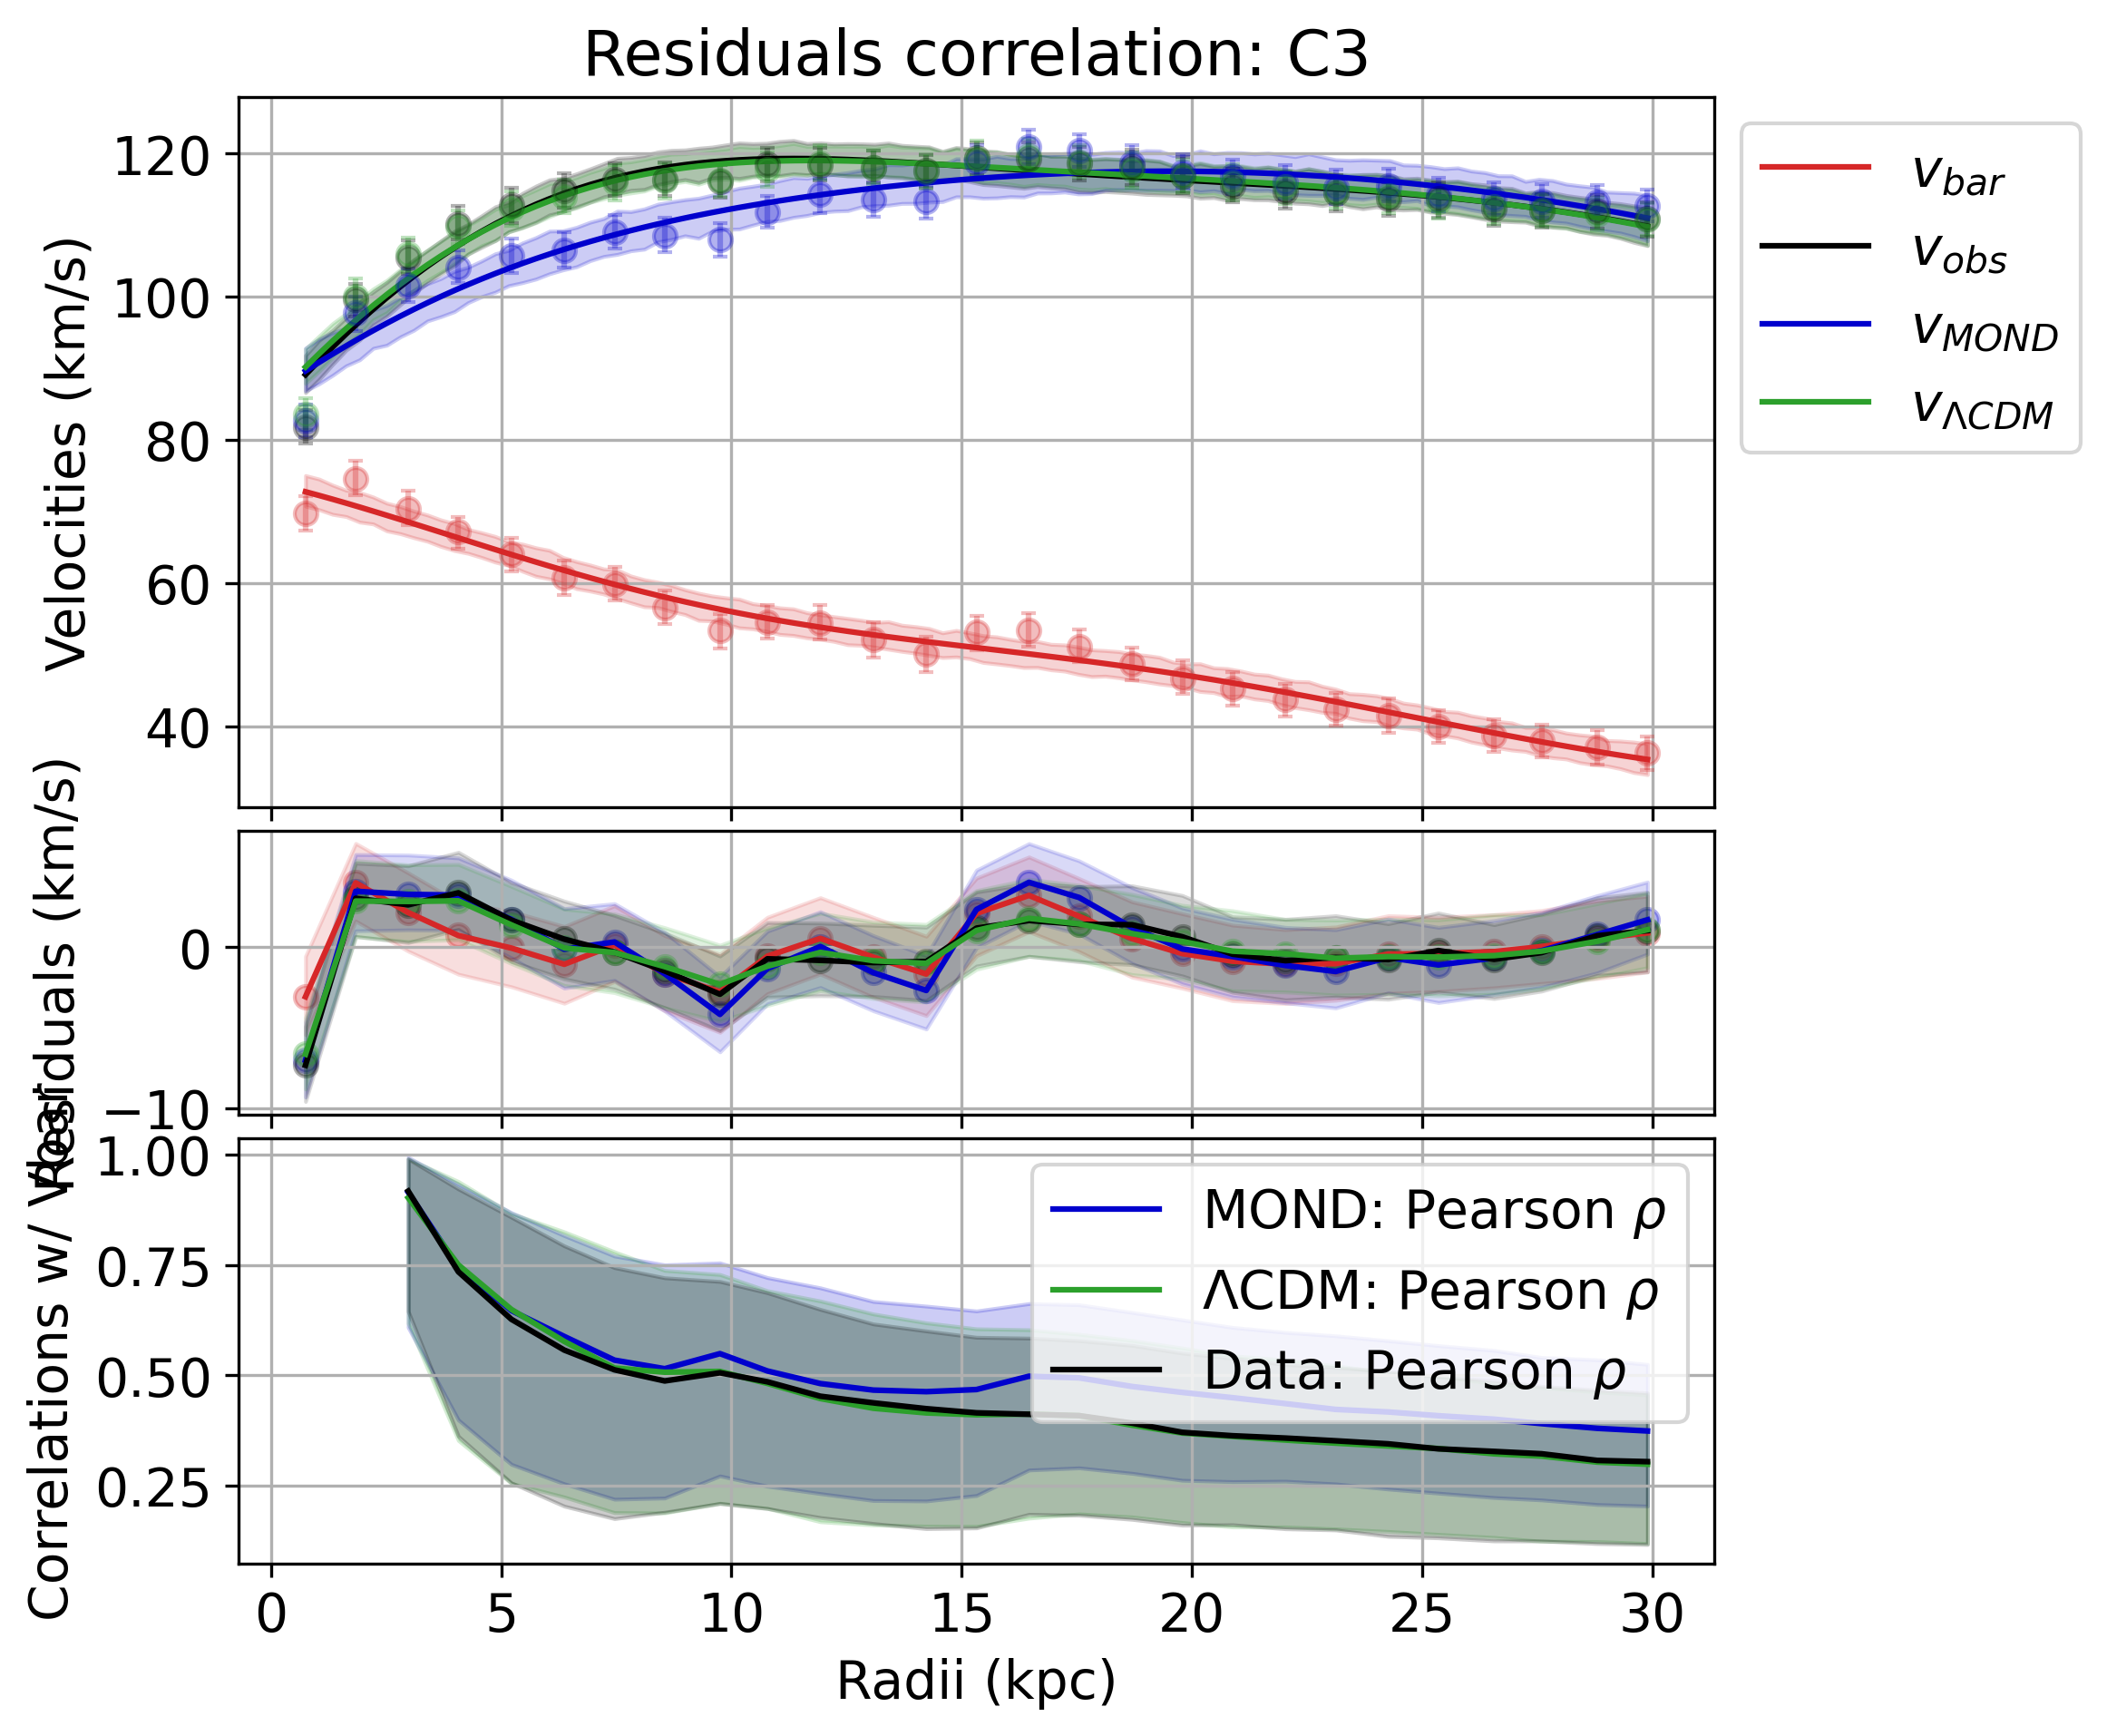 Residuals correlation: C3
120
100
80
60
40
Velocities (km/s)
v_bar
v_obs
v_MOND
v_ΛCDM
0
−10
Residuals (km/s)
1.00
0.75
0.50
0.25
Correlations w/ Vbar
MOND: Pearson ρ
ΛCDM: Pearson ρ
Data: Pearson ρ
0 5 10 15 20 25 30
Radii (kpc)